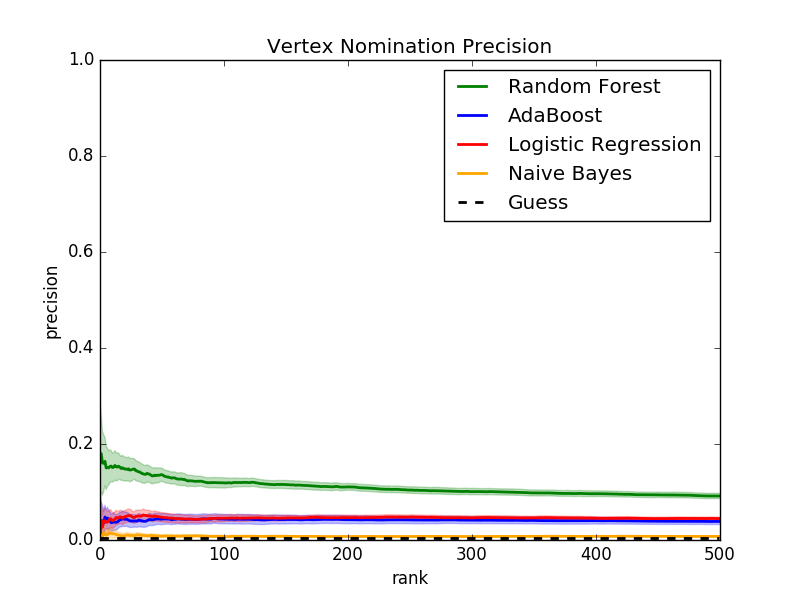 Vertex Nomination Precision
1.0
0.8
0.6
0.4
0.2
0.0
precision
Random Forest
AdaBoost
Logistic Regression
Naive Bayes
Guess
0 100 200 300 400 500
rank